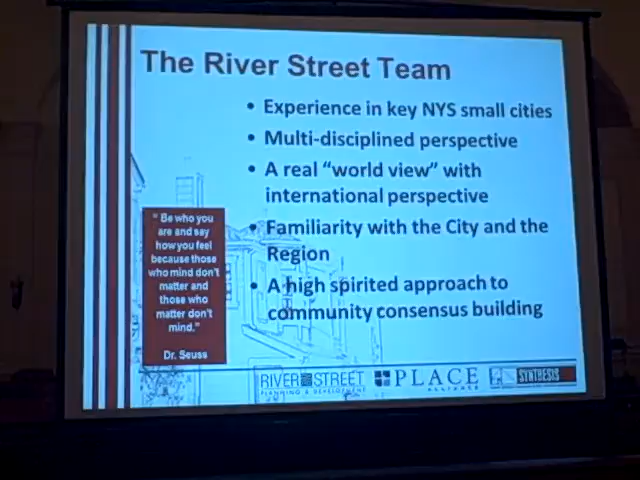 The River Street Team
• Experience in key NYS small cities
• Multi-disciplined perspective
• A real “world view” with
international perspective
• Familiarity with the City and the
Region
• A high spirited approach to
community consensus building
" Be who you
are and say
how you feel
because those
who mind don't
matter and
those who
matter don't
mind."
Dr. Seuss
RIVER STREET
PLANNING & DEVELOPMENT
PLACE
ALLIANCE
SYNTHESIS